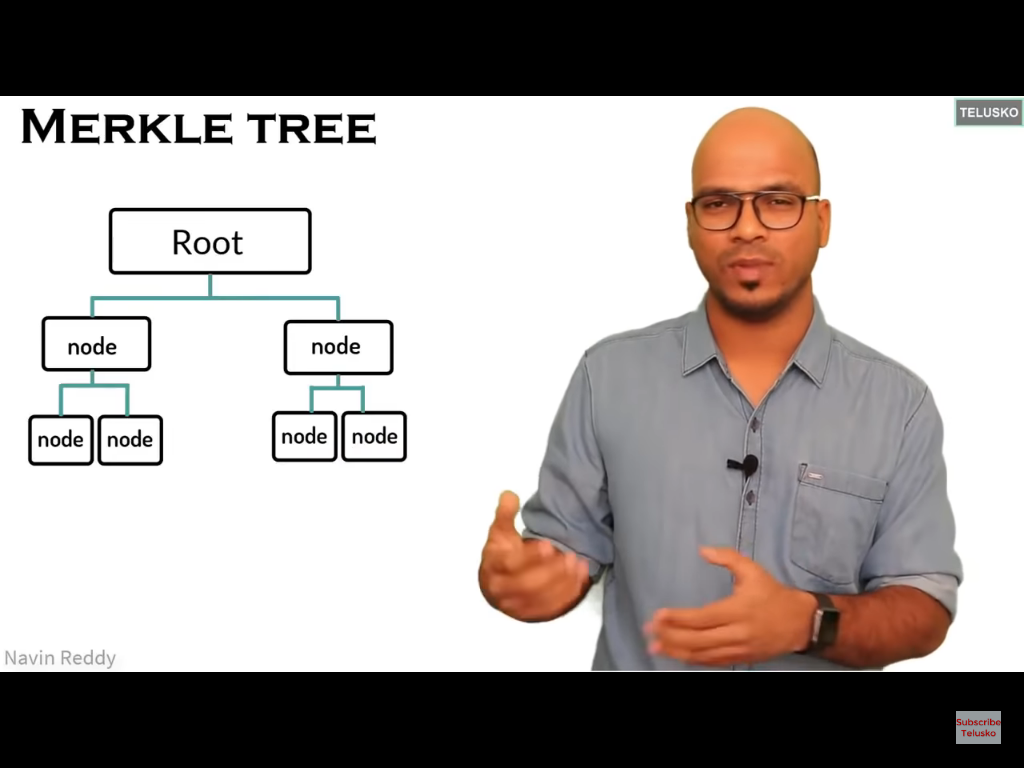 MERKLE TREE
TELUSKO
Root
node
node
node
node
node
node
Navin Reddy
Subscribe
Telusko